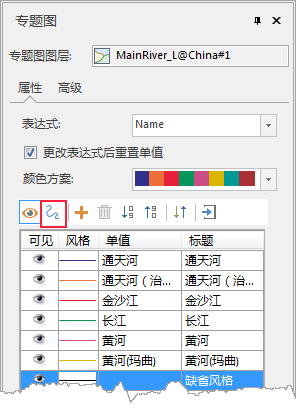 专题图
专题图图层: MainRiver_L@China#1
属性 高级
表达式: Name
更改表达式后重置单值
颜色方案:
可见 风格 单值 标题
通天河 通天河
通天河（治... 通天河（治...
金沙江 金沙江
长江 长江
黄河 黄河
黄河(玛曲) 黄河(玛曲)
缺省风格